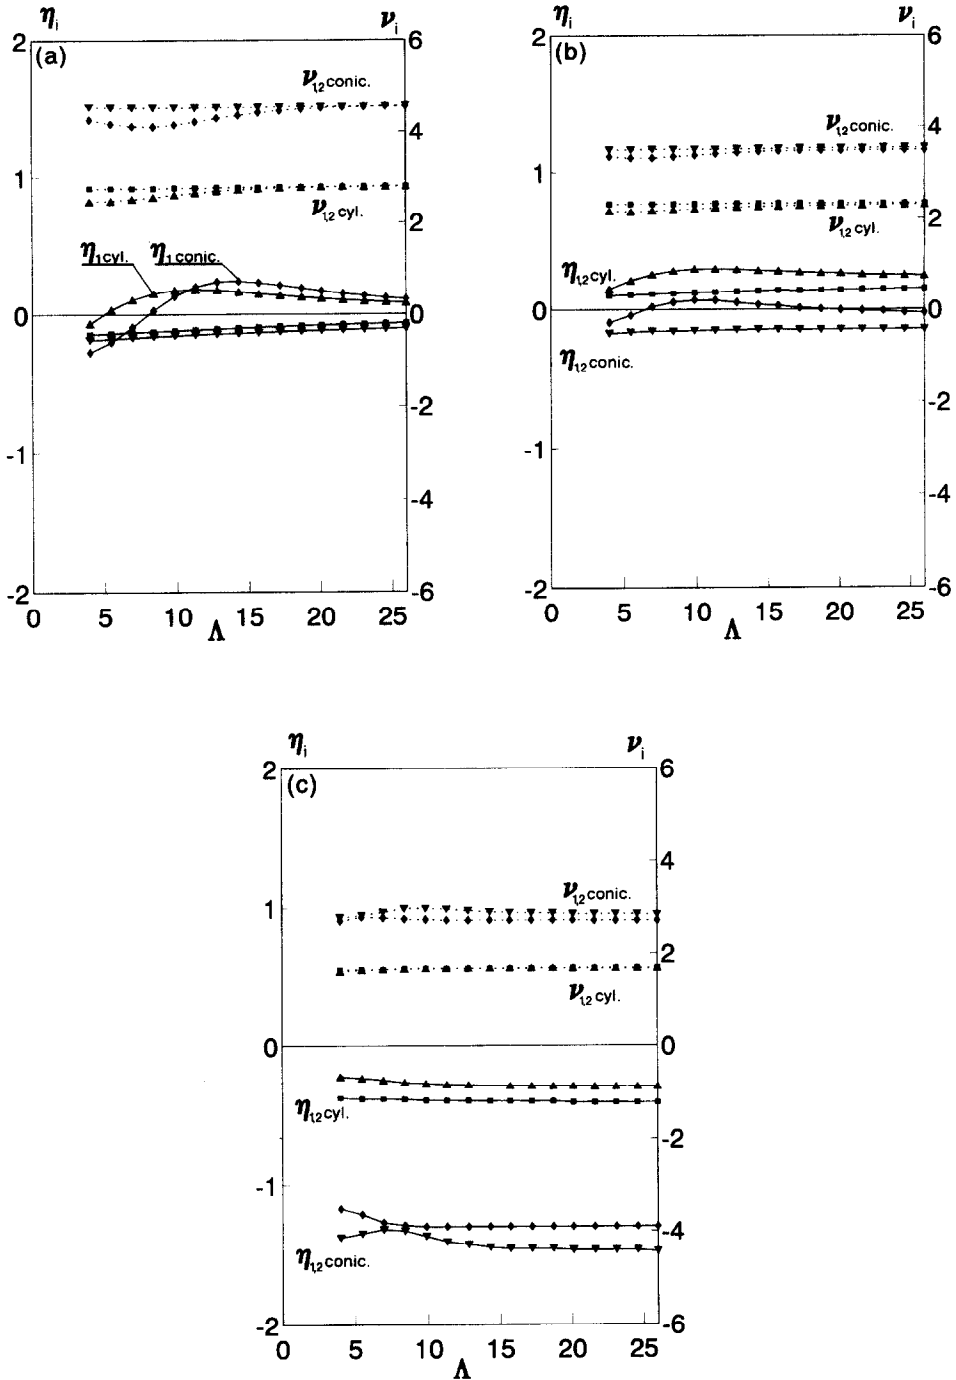 η_i ν_i
2 (a) 6
ν_1,2 conic.
4
1
ν_1,2 cyl. 2
η_1 cyl. η_1 conic.
0 0
-2
-1
-4
-2 -6
0 5 10 15 20 25
Λ
η_i ν_i
2 (b) 6
ν_1,2 conic. 4
1
ν_1,2 cyl. 2
η_1,2 cyl.
0 0
η_1,2 conic.
-2
-1
-4
-2 -6
0 5 10 15 20 25
Λ
η_i ν_i
2 (c) 6
4
1 ν_1,2 conic.
2
ν_1,2 cyl.
0 0
η_1,2 cyl.
-2
-1
-4
η_1,2 conic.
-2 -6
0 5 10 15 20 25
Λ